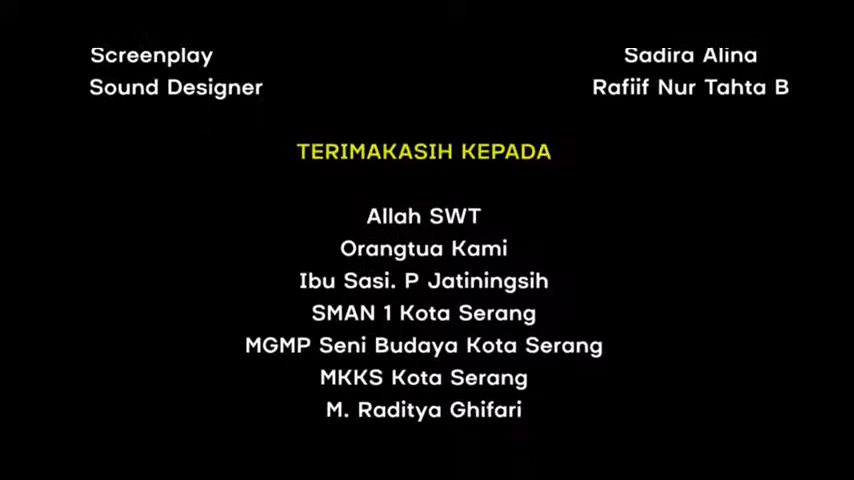 Screenplay Sadira Alina
Sound Designer Rafiif Nur Tahta B
TERIMAKASIH KEPADA
Allah SWT
Orangtua Kami
Ibu Sasi. P Jatiningsih
SMAN 1 Kota Serang
MGMP Seni Budaya Kota Serang
MKKS Kota Serang
M. Raditya Ghifari